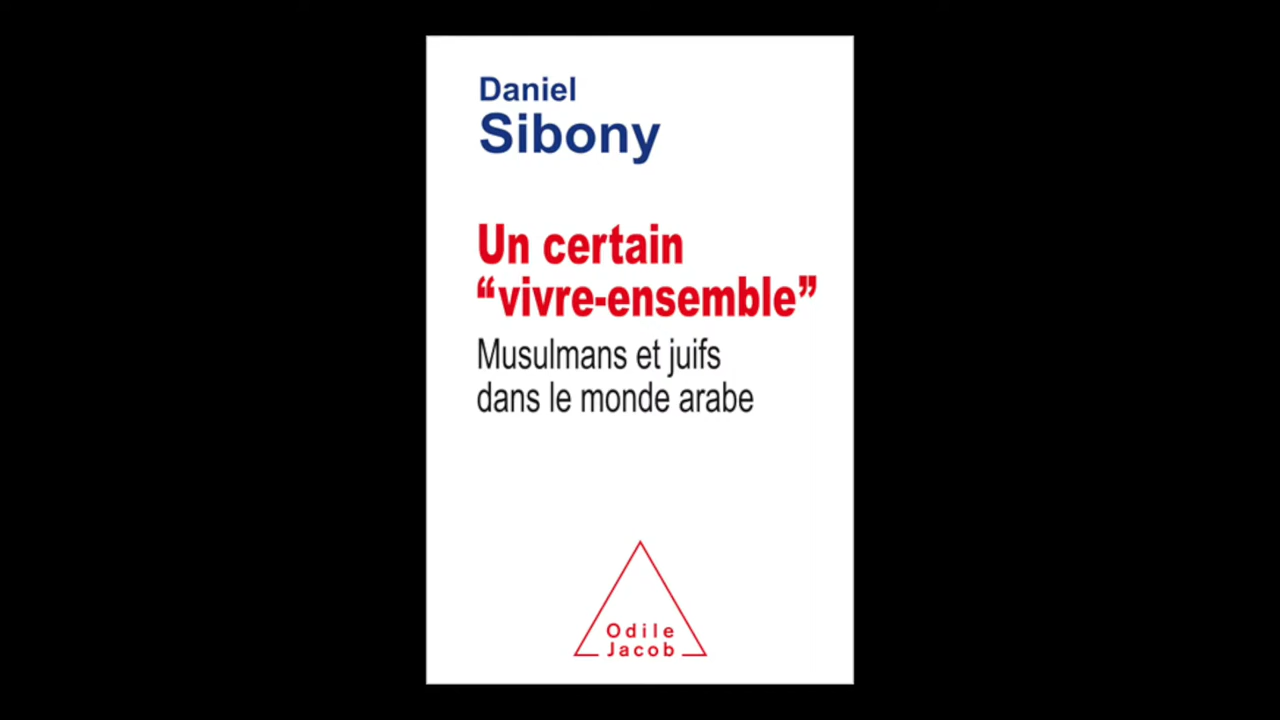 Daniel
Sibony
Un certain
“vivre-ensemble”
Musulmans et juifs
dans le monde arabe
Odile
Jacob